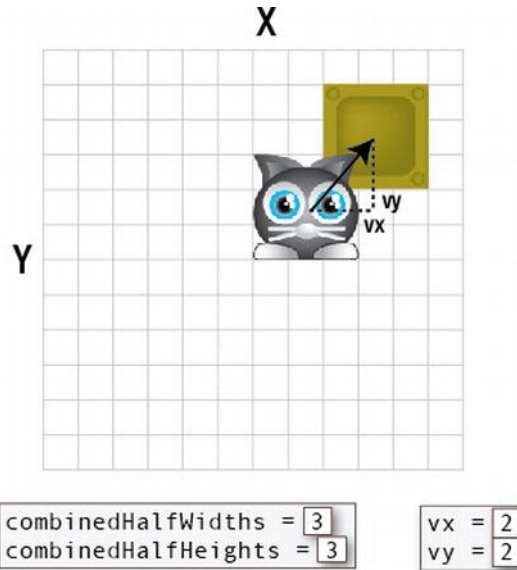 X
Y
vy
vx
combinedHalfWidths = 3
combinedHalfHeights = 3
vx = 2
vy = 2